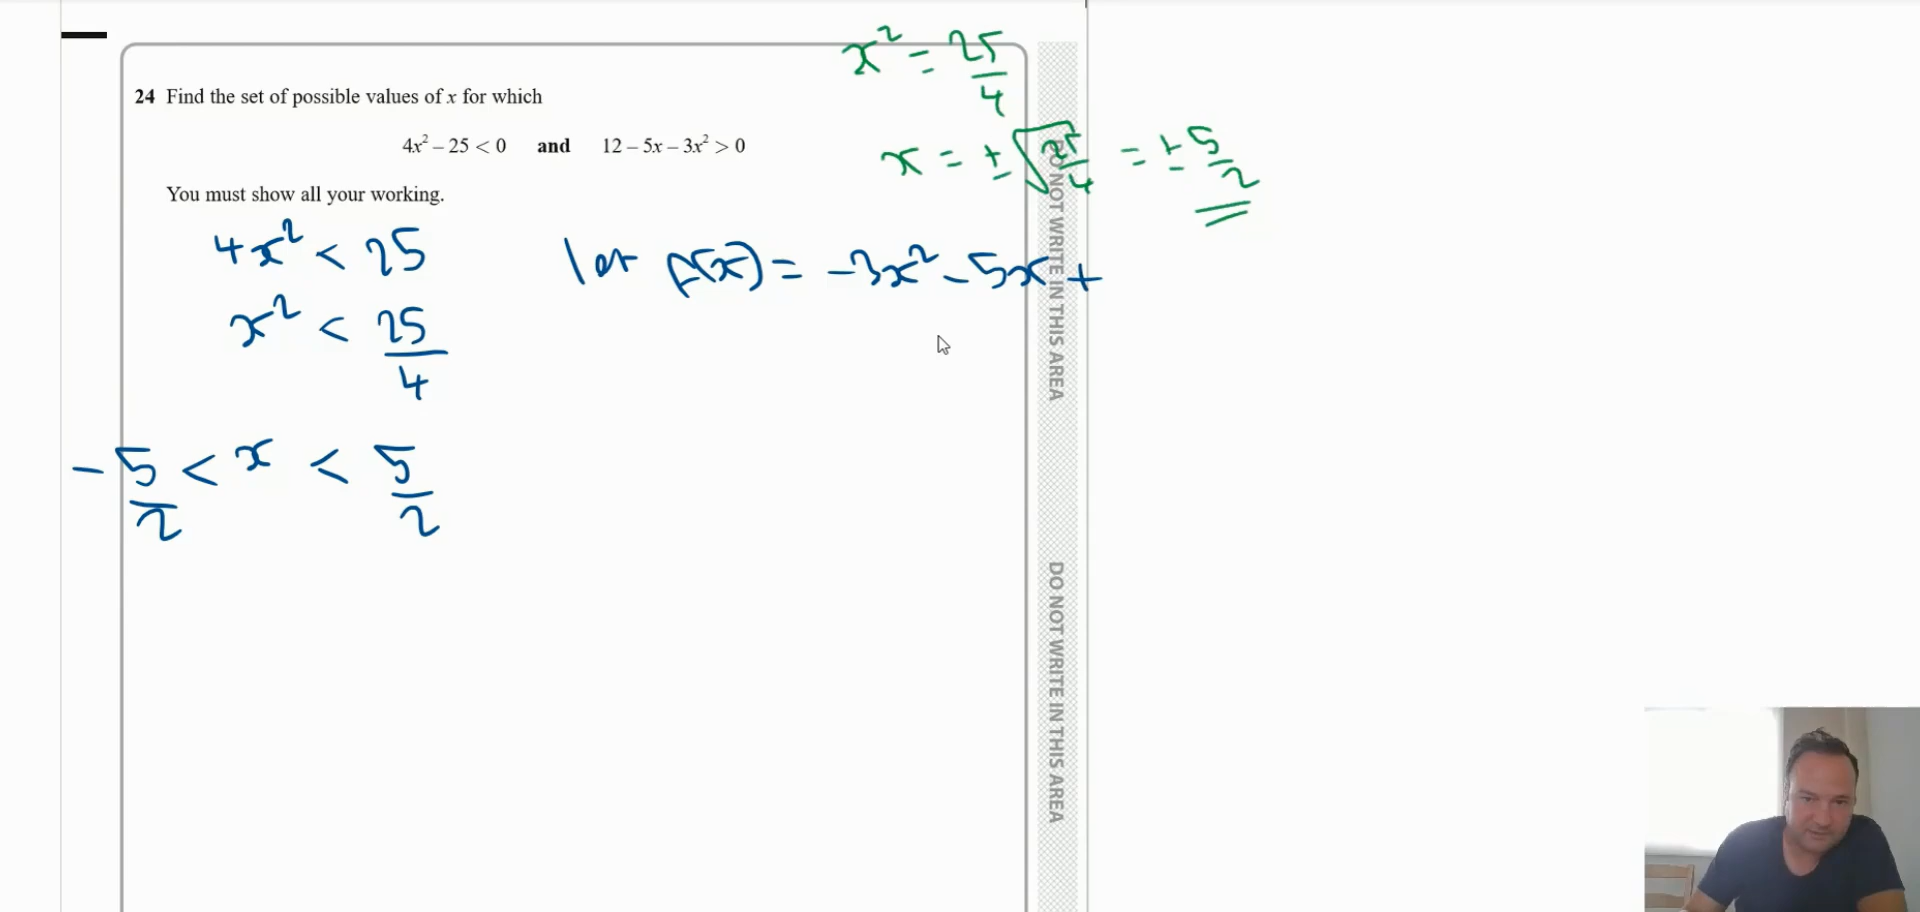 x² = 25/4
24 Find the set of possible values of x for which
4x² – 25 < 0 and 12 – 5x – 3x² > 0
x = ± √25/4 = ± 5/2
You must show all your working.
4x² < 25
let f(x) = -3x² - 5x +
x² < 25/4
-5/2 < x < 5/2
DO NOT WRITE IN THIS AREA
DO NOT WRITE IN THIS AREA